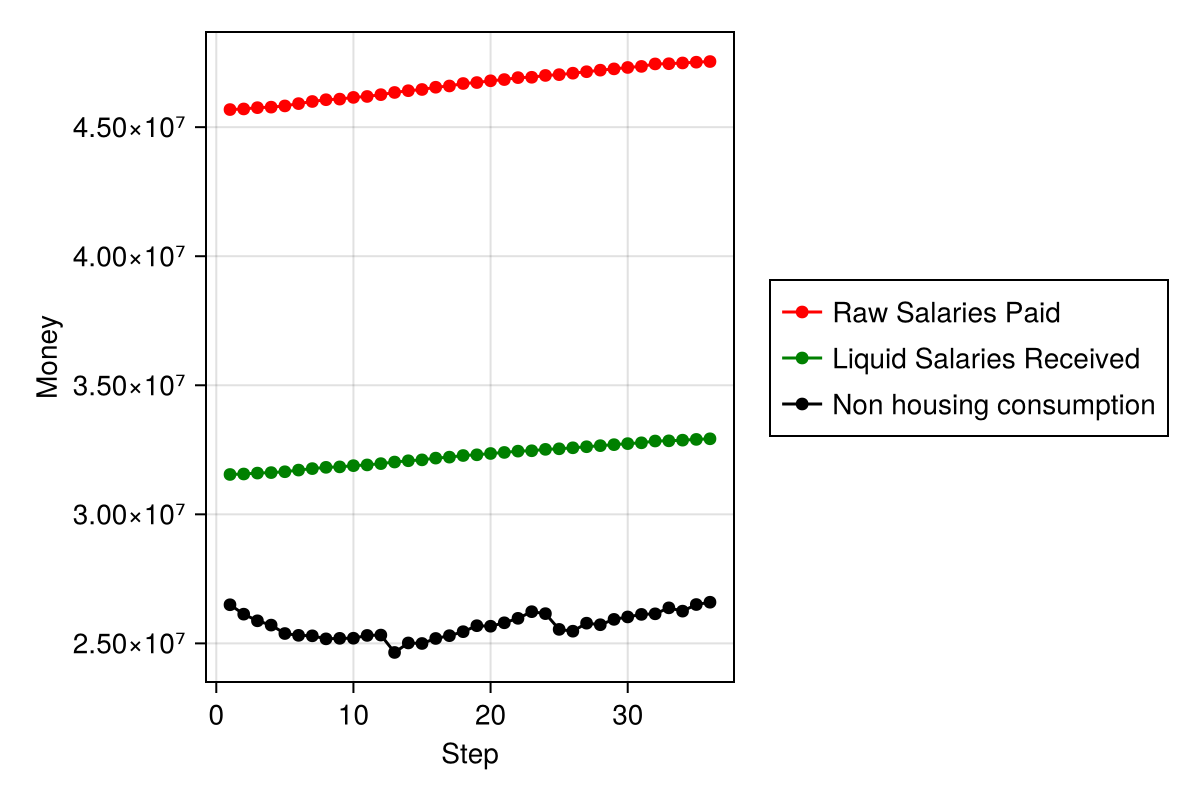 4.50×10⁷
4.00×10⁷
3.50×10⁷
3.00×10⁷
2.50×10⁷
Money
0 10 20 30
Step
Raw Salaries Paid
Liquid Salaries Received
Non housing consumption